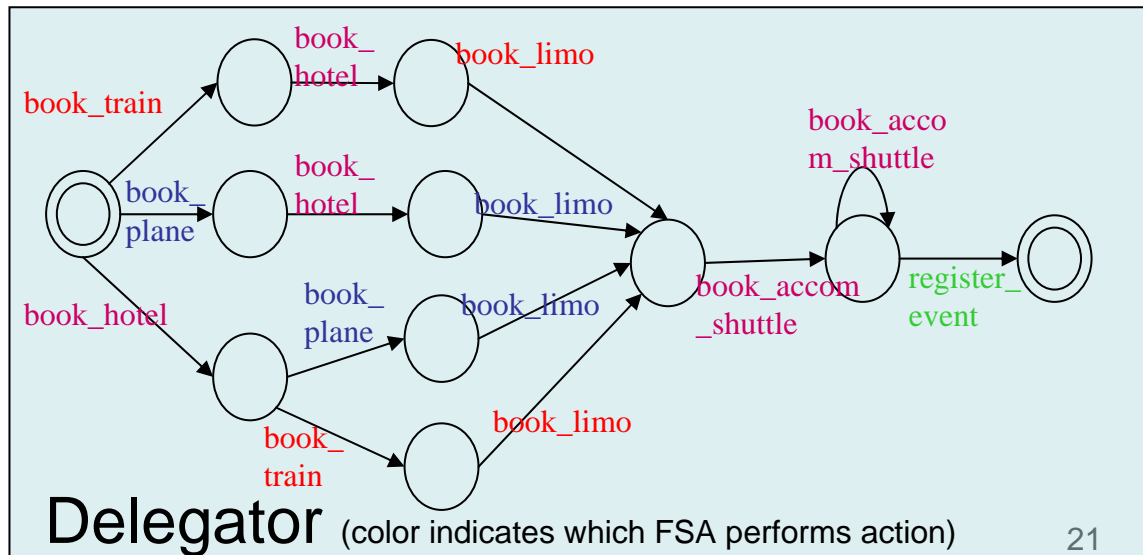 book_
hotel
book_limo
book_train
book_acco
m_shuttle
book_
plane
book_
hotel
book_limo
book_hotel
book_
plane
book_limo
book_accom
_shuttle
register_
event
book_
train
book_limo
Delegator (color indicates which FSA performs action)
21